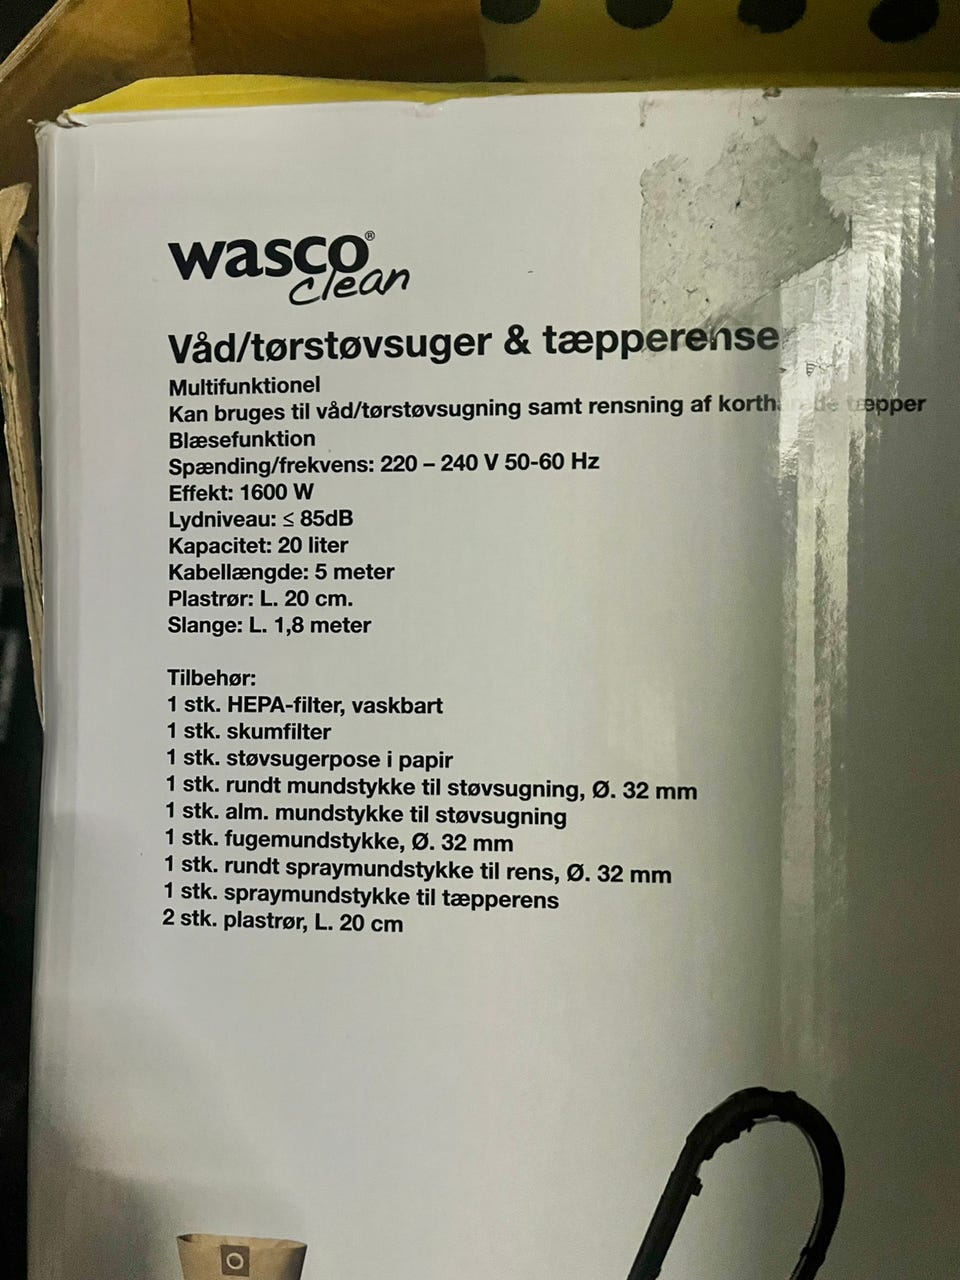 wasco®
clean
Våd/tørstøvsuger & tæpperense
Multifunktionel
Kan bruges til våd/tørstøvsugning samt rensning af tæpper
Blæsefunktion
Spænding/frekvens: 220 – 240 V 50-60 Hz
Effekt: 1600 W
Lydniveau: ≤ 85dB
Kapacitet: 20 liter
Kabellængde: 5 meter
Plastrør: L. 20 cm.
Slange: L. 1,8 meter
Tilbehør:
1 stk. HEPA-filter, vaskbart
1 stk. skumfilter
1 stk. støvsugerpose i papir
1 stk. rundt mundstykke til støvsugning, Ø. 32 mm
1 stk. alm. mundstykke til støvsugning
1 stk. fugemundstykke, Ø. 32 mm
1 stk. rundt spraymundstykke til rens, Ø. 32 mm
1 stk. spraymundstykke til tæpperens
2 stk. plastrør, L. 20 cm